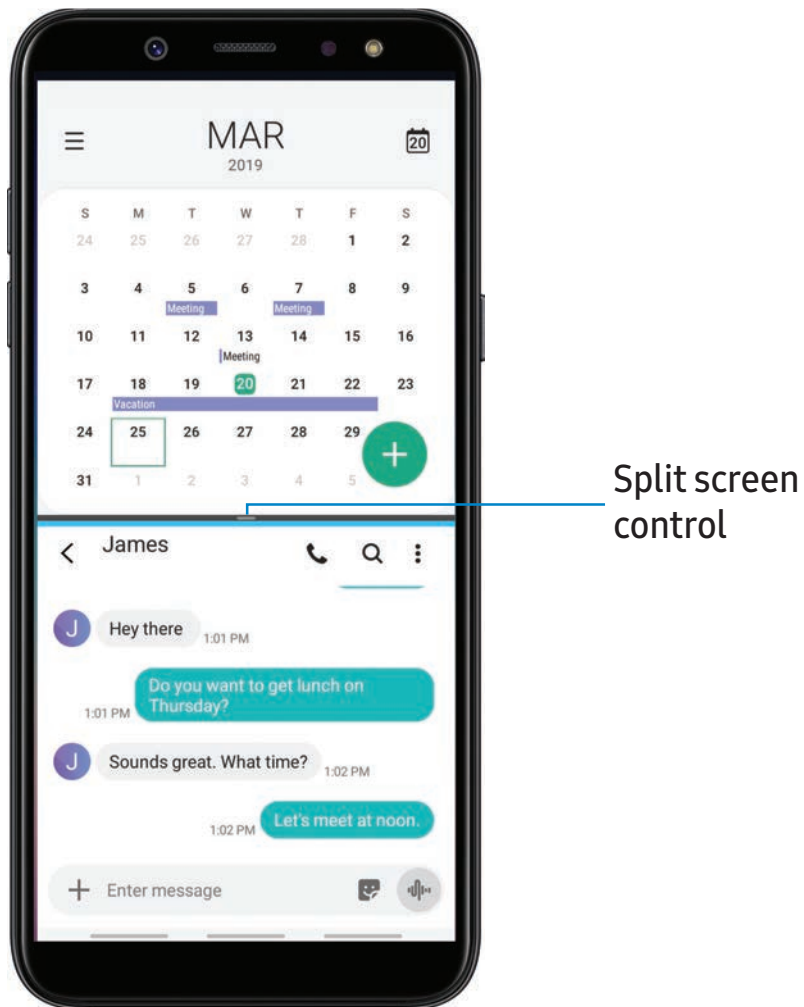 MAR
20
2019
S M T W T F S
24 25 26 27 28 1 2
3 4 5 6 7 8 9
Meeting Meeting
10 11 12 13 14 15 16
Meeting
17 18 19 20 21 22 23
Vacation
24 25 26 27 28 29
+
31 1 2 3 4 5
Split screen
control
James
J Hey there 1:01 PM
Do you want to get lunch on
1:01 PM Thursday?
J Sounds great. What time? 1:02 PM
1:02 PM Let's meet at noon.
+ Enter message